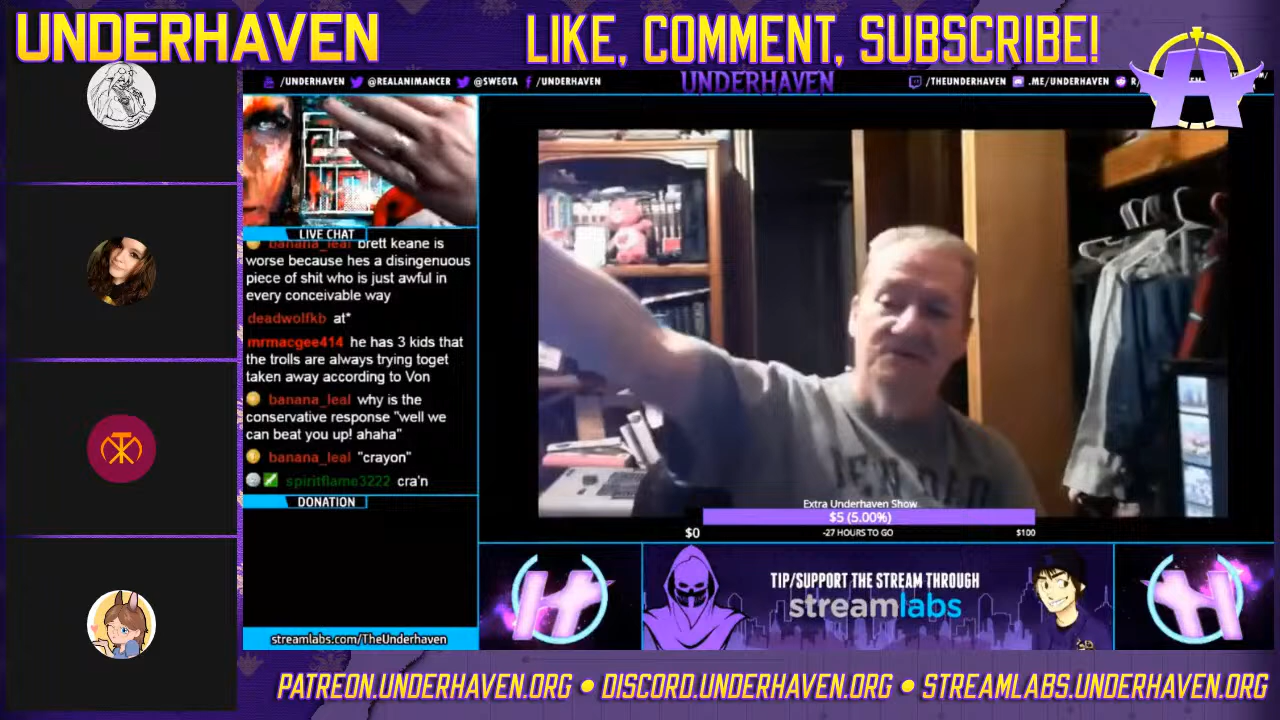 UNDERHAVEN
LIKE, COMMENT, SUBSCRIBE!
/UNDERHAVEN @REALANIMANCER @SWEGTA /UNDERHAVEN
UNDERHAVEN
/THEUNDERHAVEN .ME/UNDERHAVEN
LIVE CHAT
banana_leal brett keane is
worse because hes a disingenuous
piece of shit who is just awful in
every conceivable way
deadwolfkb at*
mrmacgee414 he has 3 kids that
the trolls are always trying toget
taken away according to Von
banana_leal why is the
conservative response "well we
can beat you up! ahaha"
banana_leal "crayon"
spiritflame3222 cra'n
DONATION
streamlabs.com/TheUnderhaven
Extra Underhaven Show
$5 (5.00%)
$0
-27 HOURS TO GO
$100
TIP/SUPPORT THE STREAM THROUGH
streamlabs
PATREON.UNDERHAVEN.ORG • DISCORD.UNDERHAVEN.ORG • STREAMLABS.UNDERHAVEN.ORG